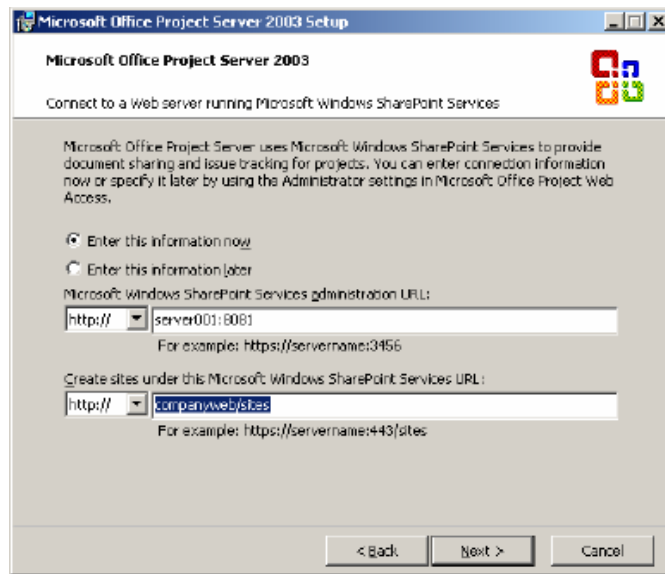 Microsoft Office Project Server 2003 Setup
Microsoft Office Project Server 2003
Connect to a Web server running Microsoft Windows SharePoint Services
Microsoft Office Project Server uses Microsoft Windows SharePoint Services to provide
document sharing and issue tracking for projects. You can enter connection information
now or specify it later by using the Administrator settings in Microsoft Office Project Web
Access.
Enter this information now
Enter this information later
Microsoft Windows SharePoint Services administration URL:
http:// server001:8081
For example: https://servername:3456
Create sites under this Microsoft Windows SharePoint Services URL:
http:// companyweb/sites
For example: https://servername:443/sites
< Back Next > Cancel